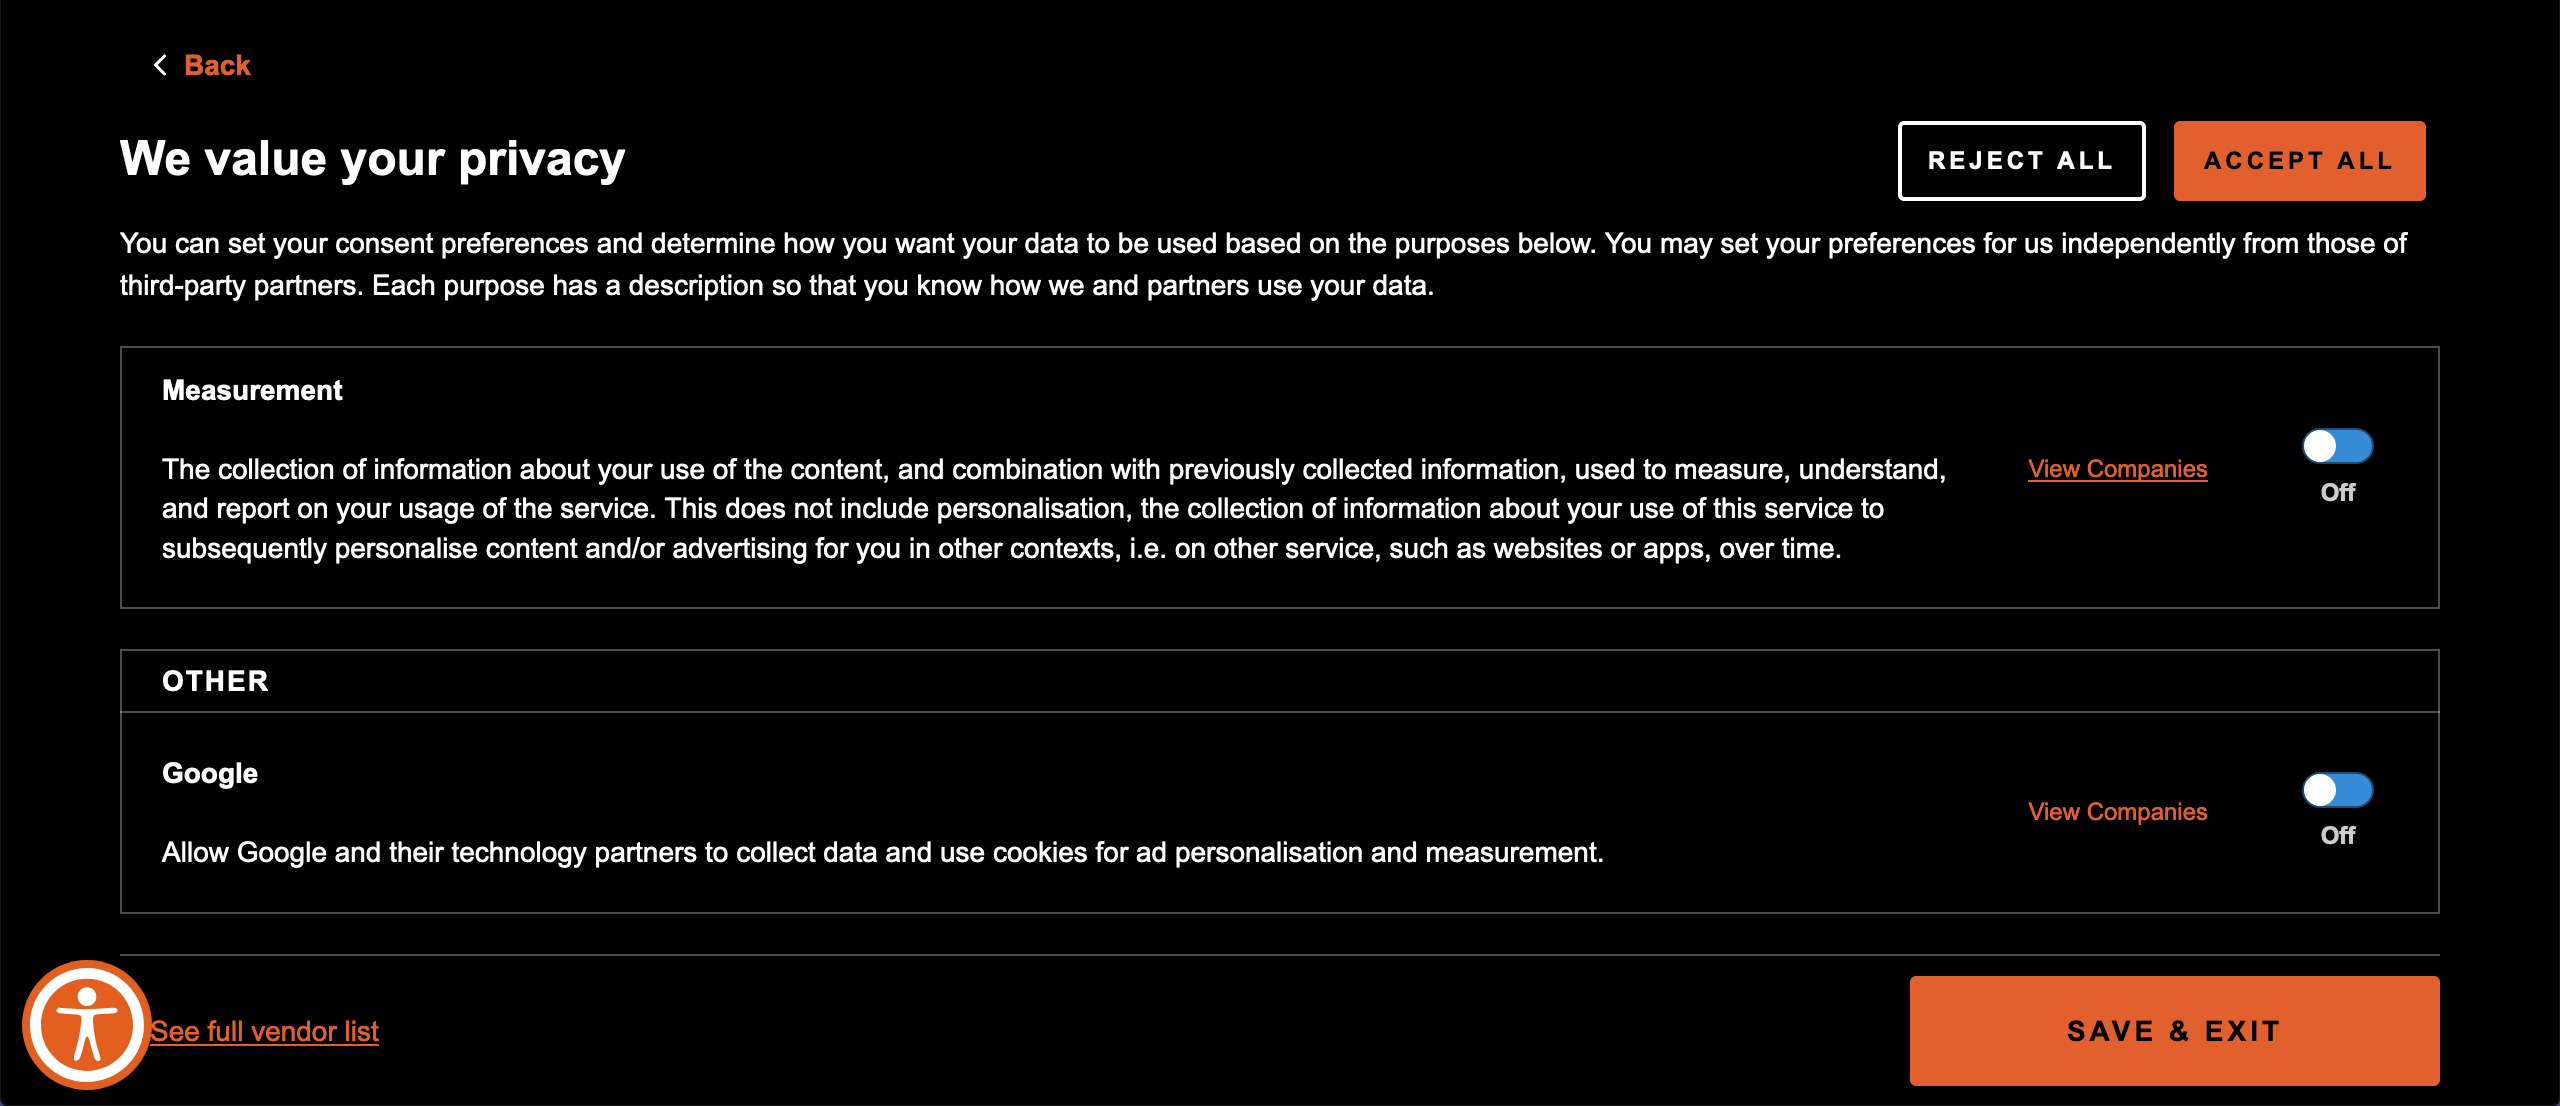 Back
We value your privacy
REJECT ALL
ACCEPT ALL
You can set your consent preferences and determine how you want your data to be used based on the purposes below. You may set your preferences for us independently from those of
third-party partners. Each purpose has a description so that you know how we and partners use your data.
Measurement
The collection of information about your use of the content, and combination with previously collected information, used to measure, understand,
and report on your usage of the service. This does not include personalisation, the collection of information about your use of this service to
subsequently personalise content and/or advertising for you in other contexts, i.e. on other service, such as websites or apps, over time.
View Companies
Off
OTHER
Google
Allow Google and their technology partners to collect data and use cookies for ad personalisation and measurement.
View Companies
Off
See full vendor list
SAVE & EXIT